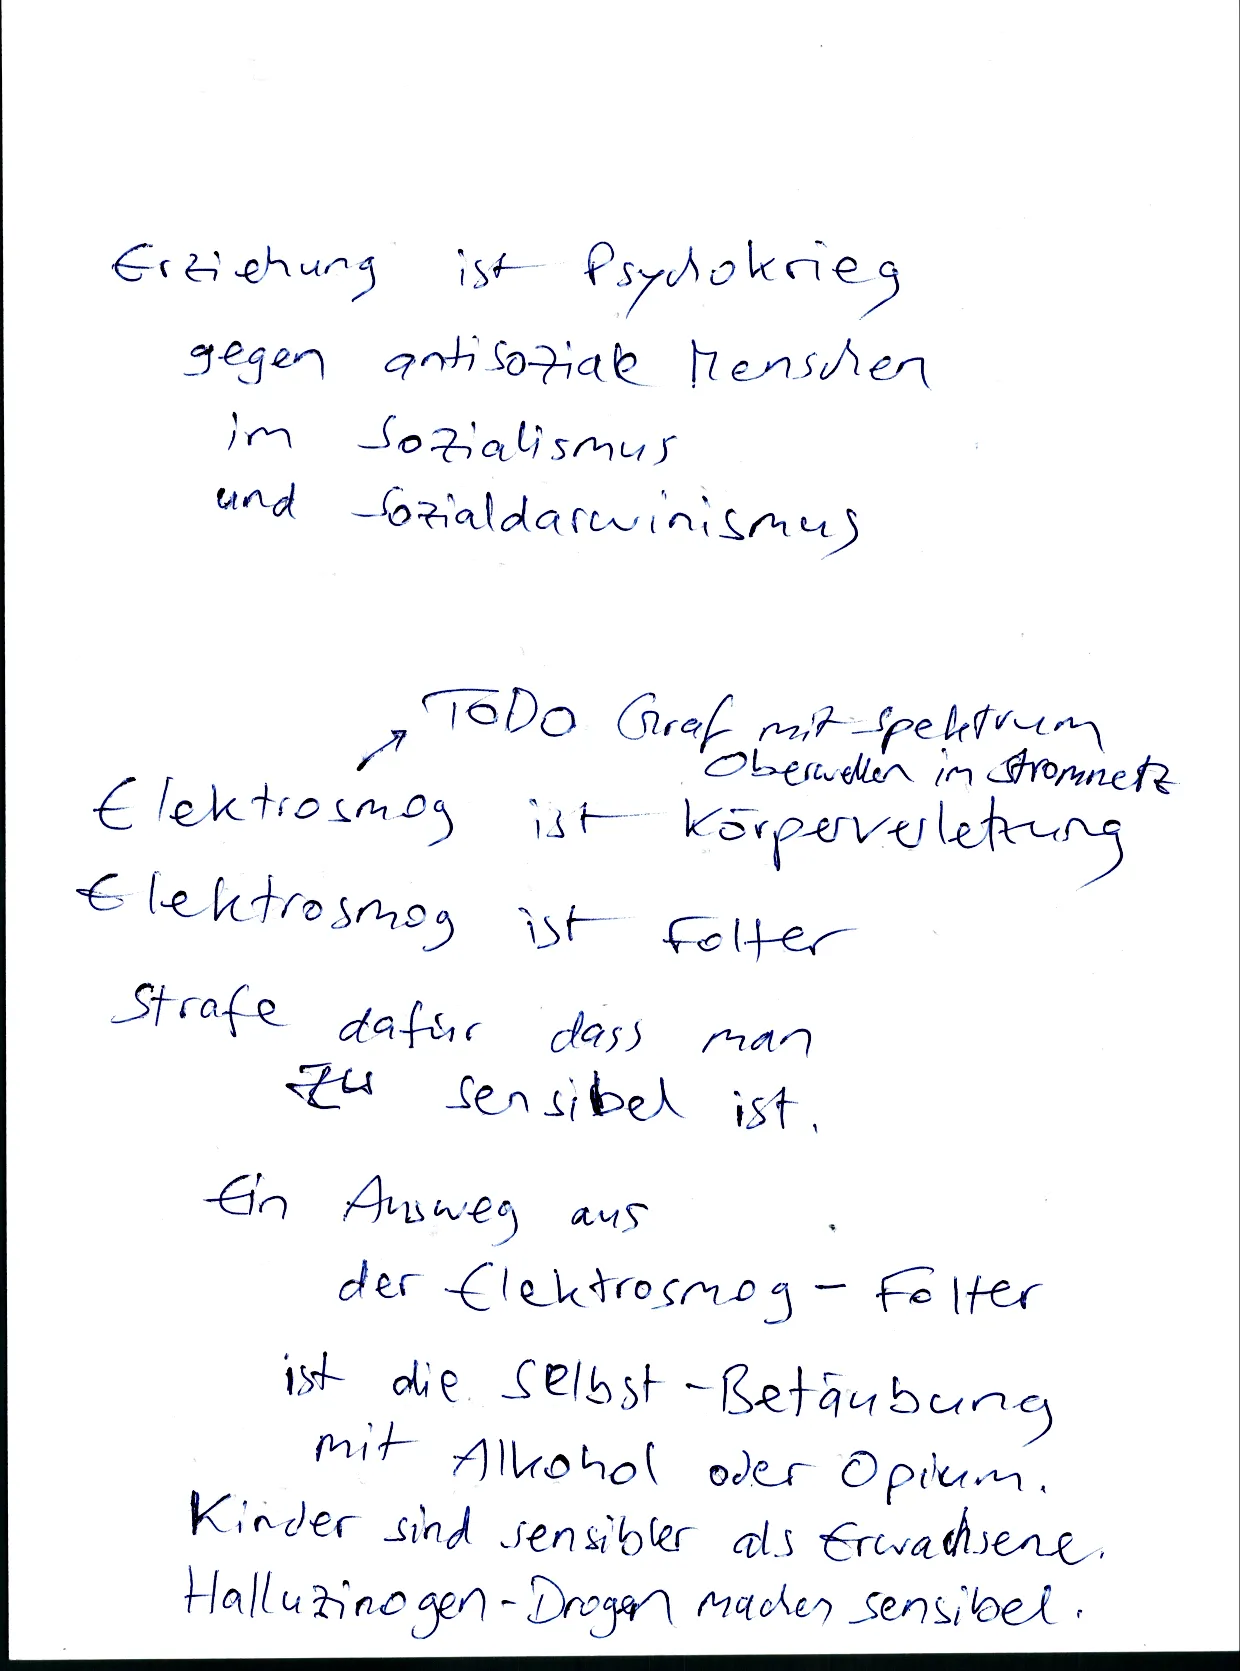 Erziehung ist Psychokrieg
gegen antisoziale Menschen
im Sozialismus
und Sozialdarwinismus
TODO Graf mit Spektrum
Oberwellen im Stromnetz
Elektrosmog ist Körperverletzung
Elektrosmog ist Folter
Strafe dafür dass man
zu sensibel ist.
Ein Ausweg aus
der Elektrosmog-Folter
ist die Selbst-Betäubung
mit Alkohol oder Opium.
Kinder sind sensibler als Erwachsene.
Halluzinogen-Drogen machen sensibel.